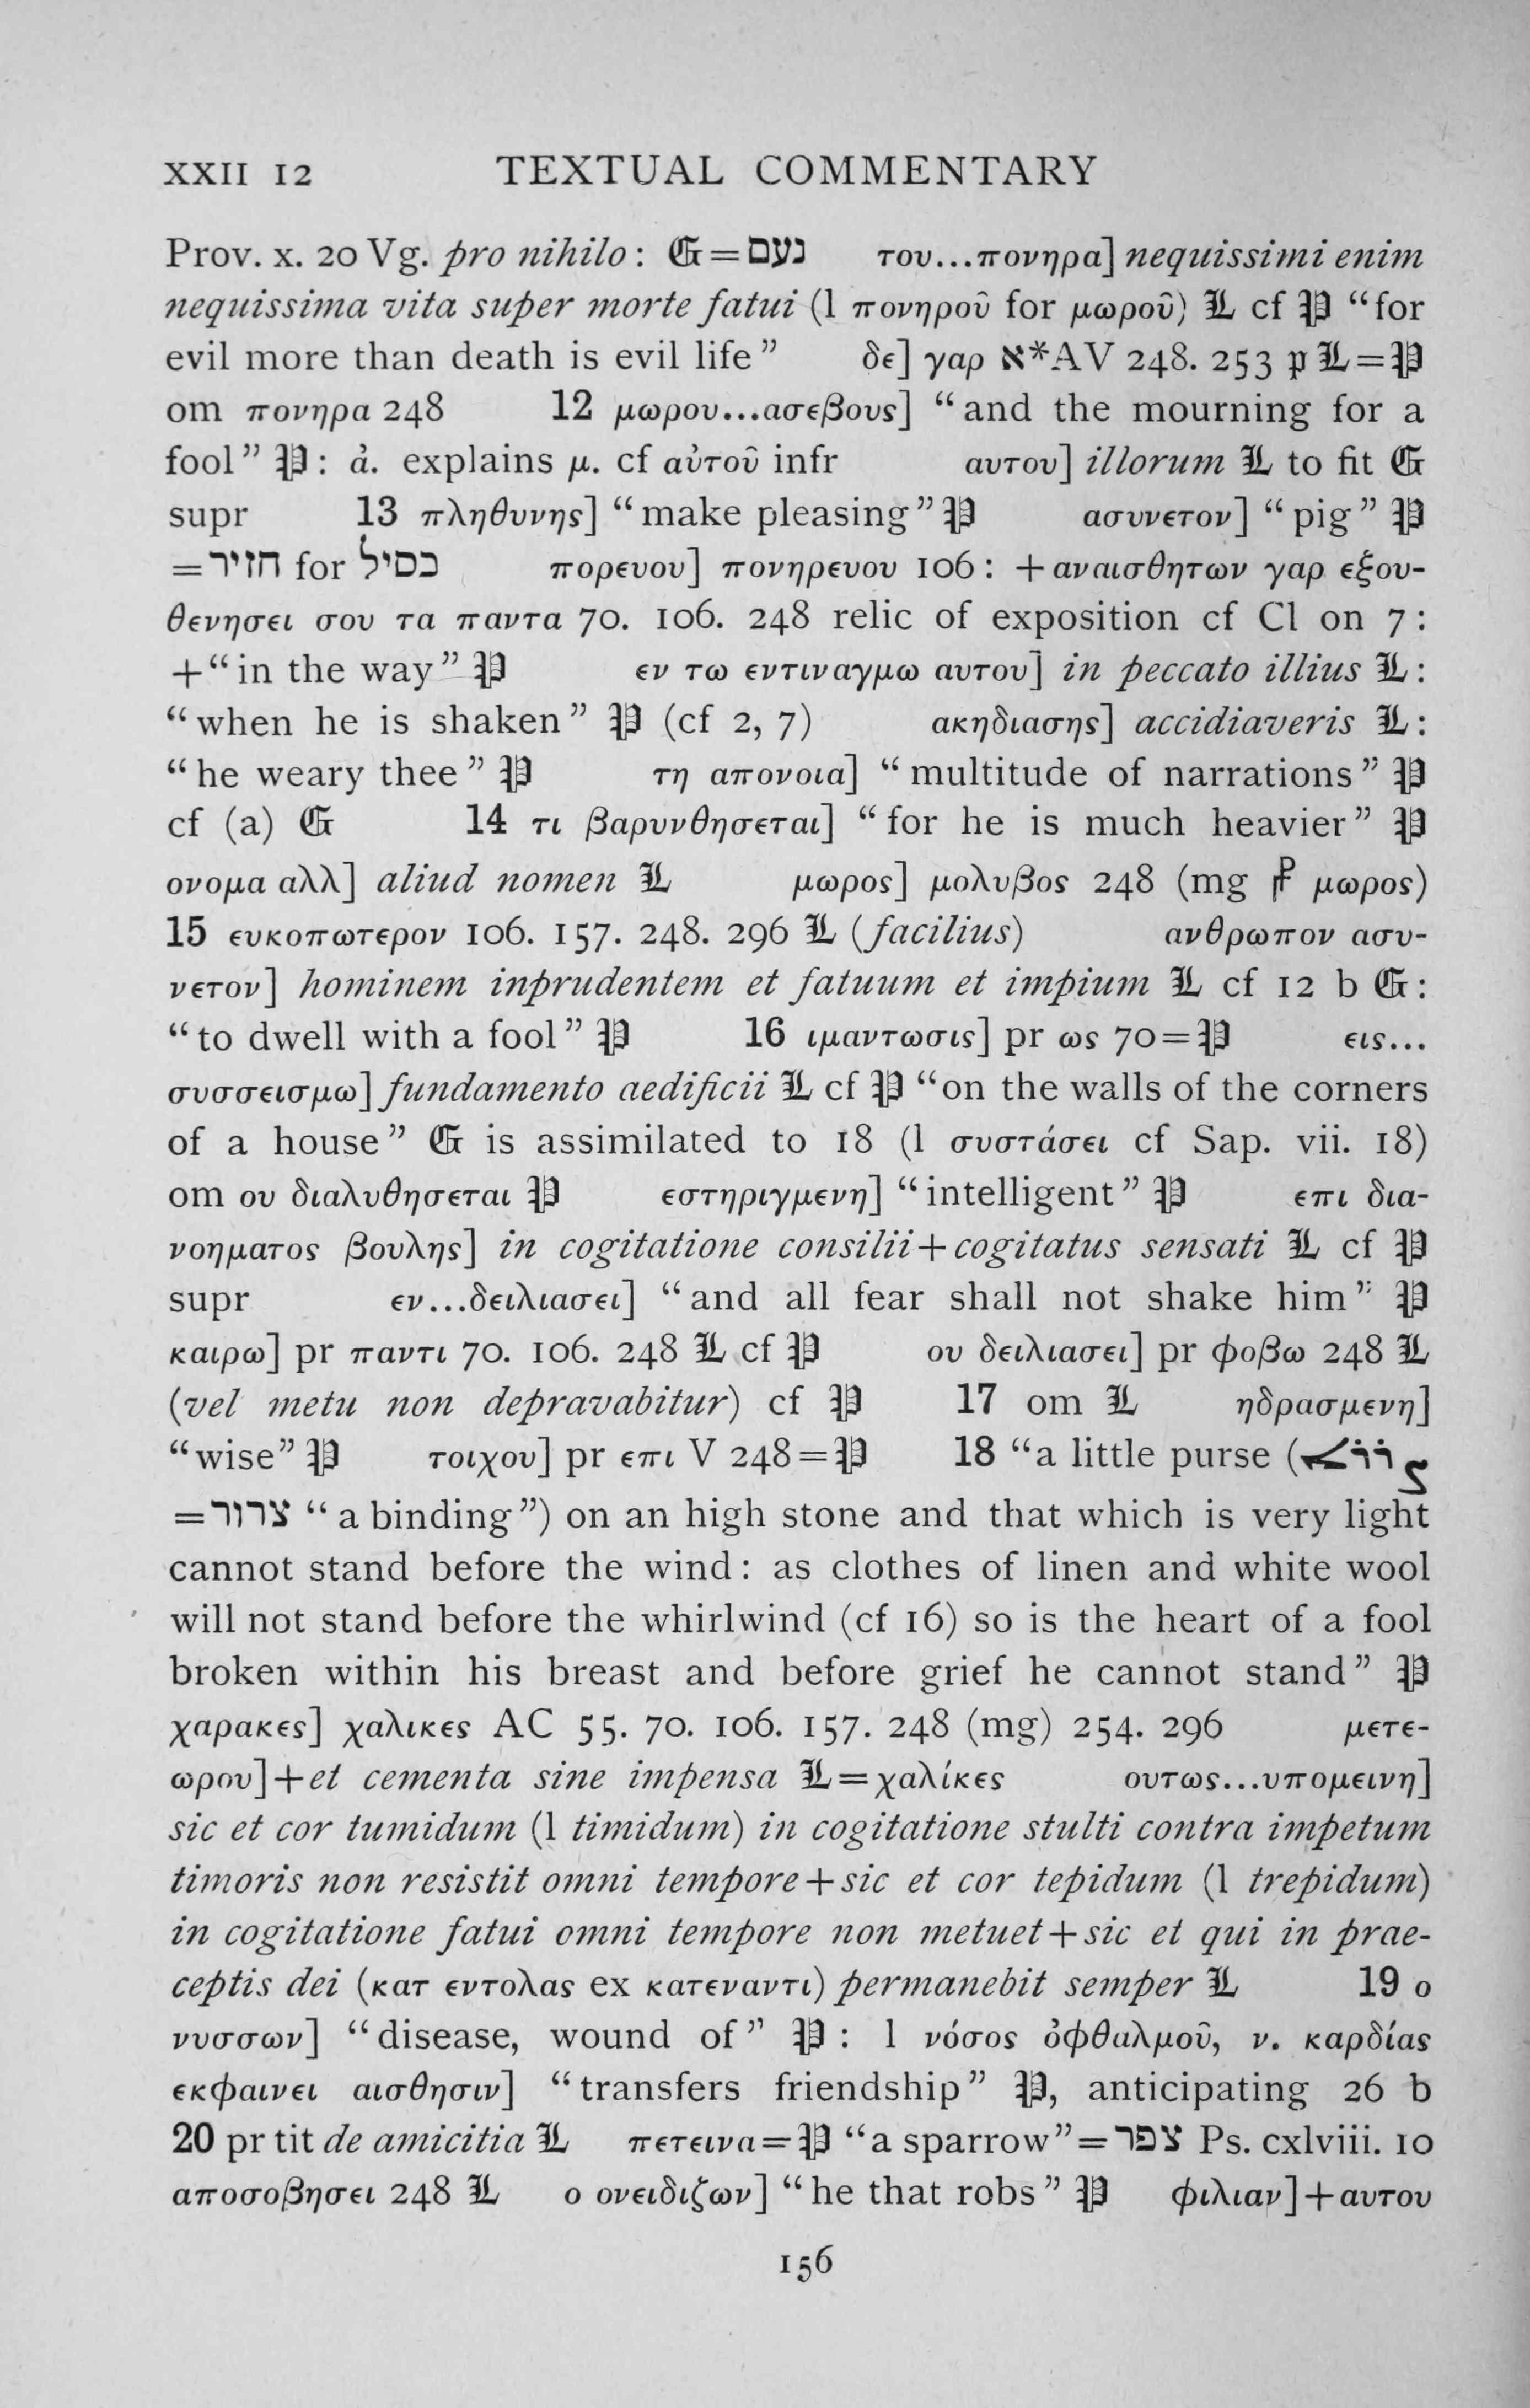 XXII 12 TEXTUAL COMMENTARY
Prov. x. 20 Vg. pro nihilo: 𝔊=נעם του...πονηρα] nequissimi enim
nequissima vita super morte fatui (l πονηροῦ for μωροῦ) 𝕷 cf 𝔓 “for
evil more than death is evil life” δε] γαρ א*AV 248. 253 𝔭 𝕷=𝔓
om πονηρα 248 12 μωρου...ασεβους] “and the mourning for a
fool” 𝔓: ἀ. explains μ. cf αὐτοῦ infr αυτου] illorum 𝕷 to fit 𝔊
supr 13 πληθυνης] “make pleasing” 𝔓 ασυνετον] “pig” 𝔓
=חזיר for כסיל πορευου] πονηρευου 106: +αναισθητων γαρ εξου-
θενησει σου τα παντα 70. 106. 248 relic of exposition cf Cl on 7:
+“in the way” 𝔓 εν τω εντιναγμω αυτου] in peccato illius 𝕷:
“when he is shaken” 𝔓 (cf 2, 7) ακηδιασης] accidiaveris 𝕷:
“he weary thee” 𝔓 τη απονοια] “multitude of narrations” 𝔓
cf (a) 𝔊 14 τι βαρυνθησεται] “for he is much heavier” 𝔓
ονομα αλλ] aliud nomen 𝕷 μωρος] μολυβος 248 (mg μωρος)
15 ευκοπωτερον 106. 157. 248. 296 𝕷 (facilius) ανθρωπον ασυ-
νετον] hominem inprudentem et fatuum et impium 𝕷 cf 12 b 𝔊:
“to dwell with a fool” 𝔓 16 ιμαντωσις] pr ως 70=𝔓 εις...
συσσεισμω] fundamento aedificii 𝕷 cf 𝔓 “on the walls of the corners
of a house” 𝔊 is assimilated to 18 (l συστάσει cf Sap. vii. 18)
om ου διαλυθησεται 𝔓 εστηριγμενη] “intelligent” 𝔓 επι δια-
νοηματος βουλης] in cogitatione consilii+cogitatus sensati 𝕷 cf 𝔓
supr εν...δειλιασει] “and all fear shall not shake him” 𝔓
καιρω] pr παντι 70. 106. 248 𝕷 cf 𝔓 ου δειλιασει] pr φοβω 248 𝕷
(vel metu non depravabitur) cf 𝔓 17 om 𝕷 ηδρασμενη]
“wise” 𝔓 τοιχου] pr επι V 248=𝔓 18 “a little purse (
=צרור “a binding”) on an high stone and that which is very light
cannot stand before the wind: as clothes of linen and white wool
will not stand before the whirlwind (cf 16) so is the heart of a fool
broken within his breast and before grief he cannot stand” 𝔓
χαρακες] χαλικες AC 55. 70. 106. 157. 248 (mg) 254. 296 μετε-
ωρου]+et cementa sine impensa 𝕷=χαλίκες ουτως...υπομεινη]
sic et cor tumidum (l timidum) in cogitatione stulti contra impetum
timoris non resistit omni tempore+sic et cor tepidum (l trepidum)
in cogitatione fatui omni tempore non metuet+sic et qui in prae-
ceptis dei (κατ εντολας ex κατεναντι) permanebit semper 𝕷 19 ο
νυσσων] “disease, wound of” 𝔓: l νόσος ὀφθαλμοῦ, ν. καρδίας
εκφαινει αισθησιν] “transfers friendship” 𝔓, anticipating 26 b
20 pr tit de amicitia 𝕷 πετεινα=𝔓 “a sparrow”=צפר Ps. cxlviii. 10
αποσοβησει 248 𝕷 ο ονειδιζων] “he that robs” 𝔓 φιλιαν]+αυτου
156